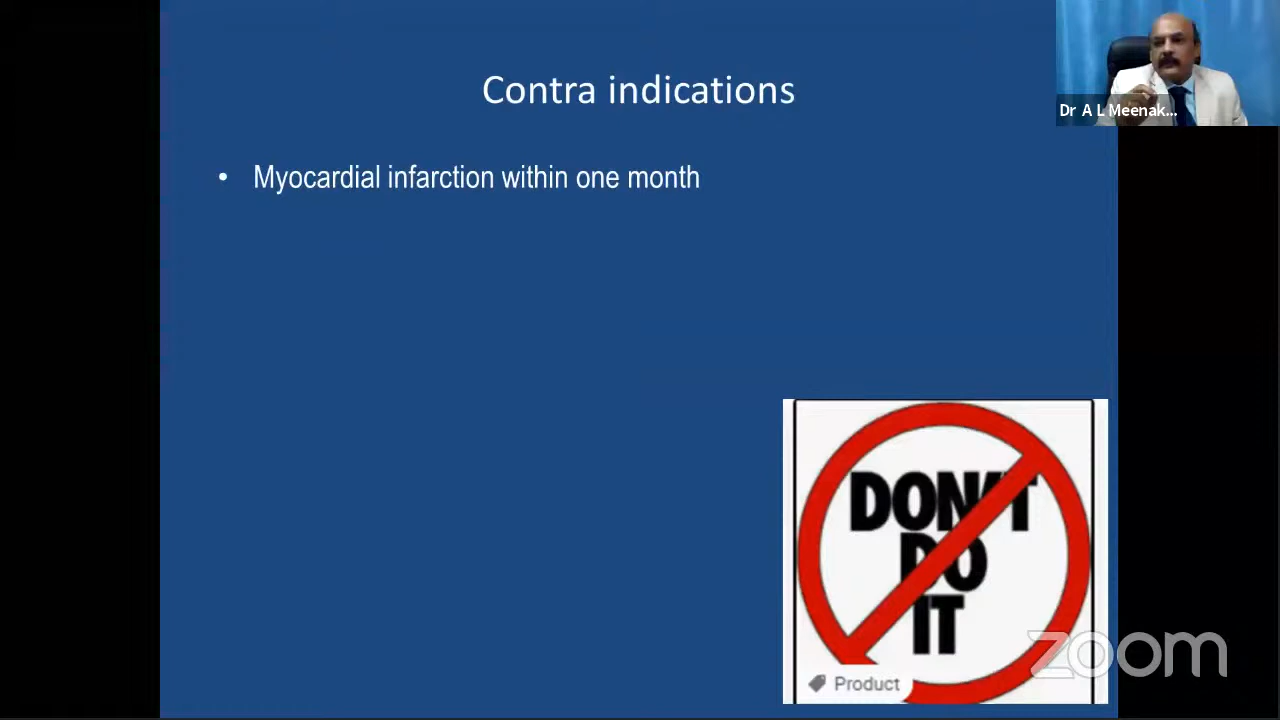 Contra indications
Dr A L Meenak...
• Myocardial infarction within one month
DON'T
DO
IT
Product
zoom